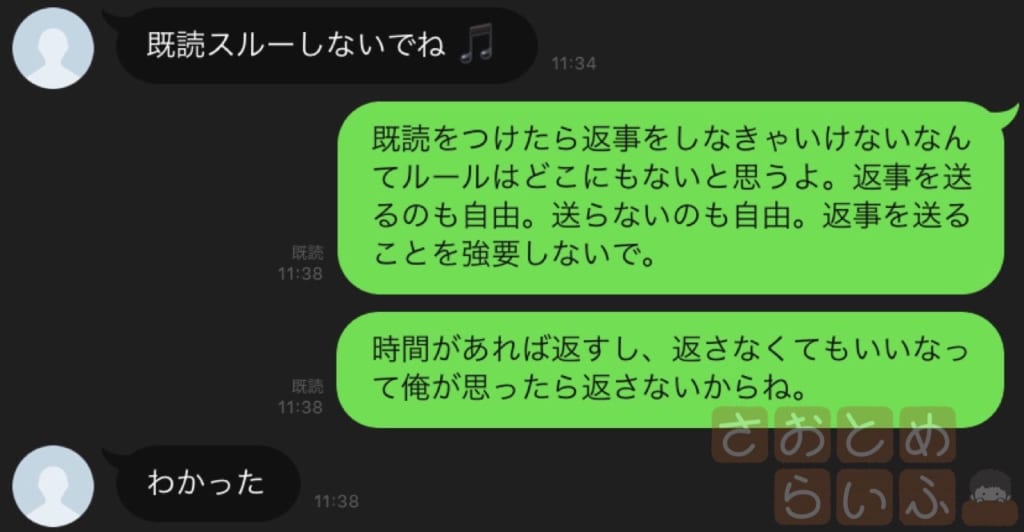 既読スルーしないでね
11:34
既読をつけたら返事をしなきゃいけないなん
てルールはどこにもないと思うよ。返事を送
るのも自由。送らないのも自由。返事を送る
ことを強要しないで。
既読
11:38
時間があれば返すし、返さなくてもいいなっ
て俺が思ったら返さないからね。
既読
11:38
さおとめ
らいふ
わかった
11:38